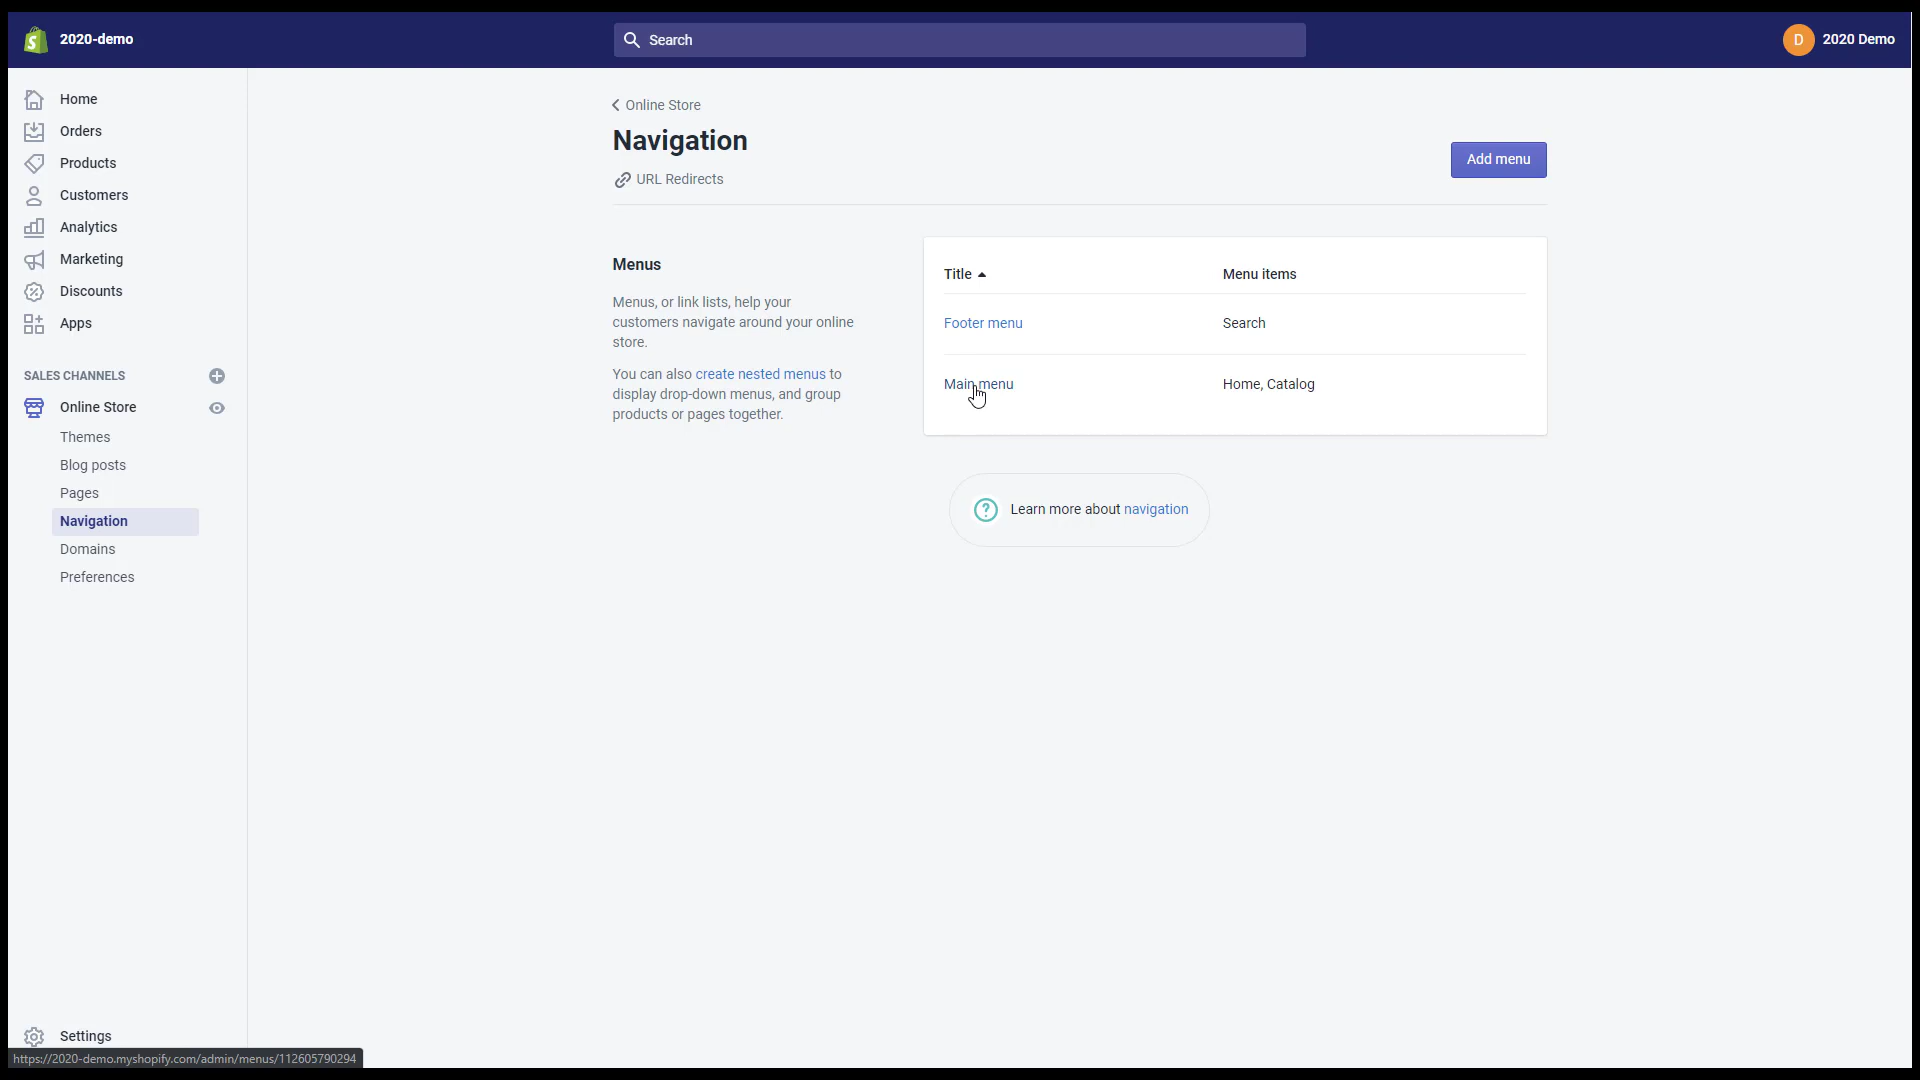 2020-demo
Search
D
2020 Demo
Home
Orders
Products
Customers
Analytics
Marketing
Discounts
Apps
SALES CHANNELS
Online Store
Themes
Blog posts
Pages
Navigation
Domains
Preferences
Settings
https://2020-demo.myshopify.com/admin/menus/112605790294
Online Store
Navigation
URL Redirects
Add menu
Menus
Menus, or link lists, help your
customers navigate around your online
store.
You can also create nested menus to
display drop-down menus, and group
products or pages together.
Title
Menu items
Footer menu
Search
Main menu
Home, Catalog
Learn more about navigation